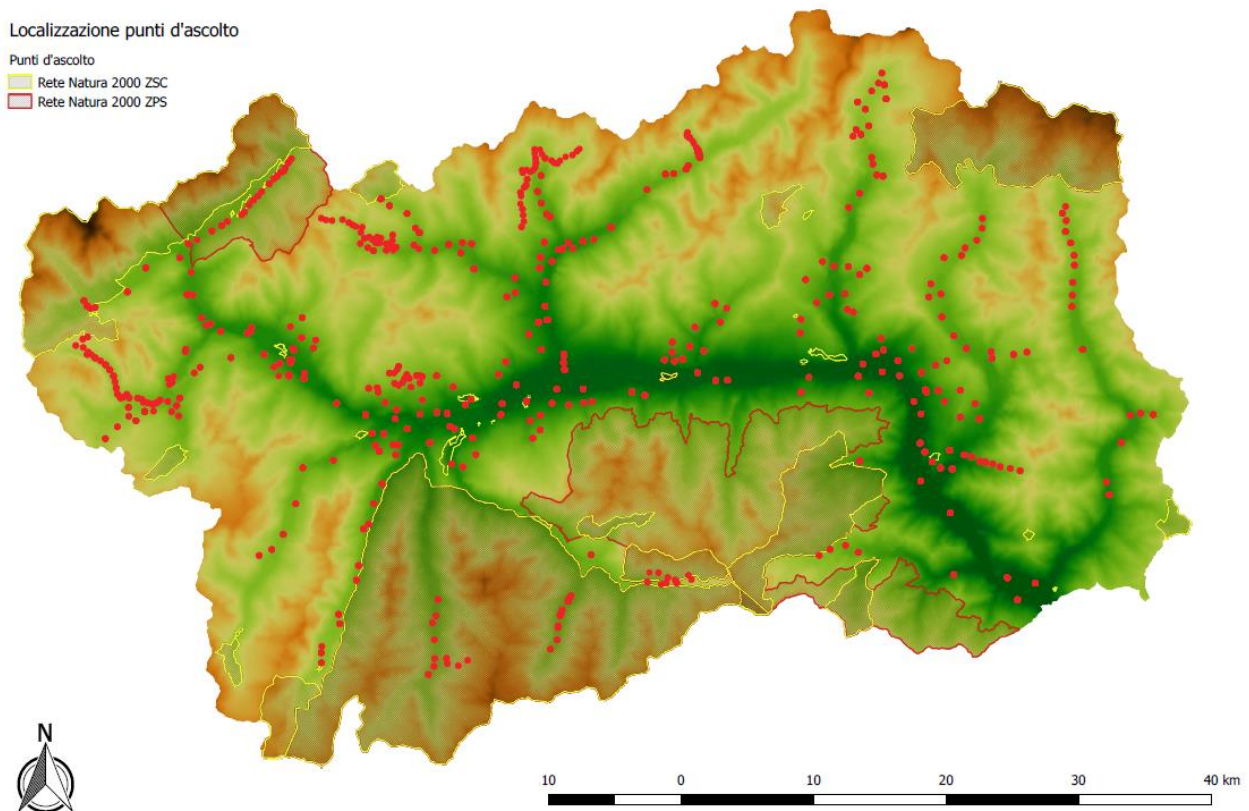 Localizzazione punti d'ascolto
Punti d'ascolto
Rete Natura 2000 ZSC
Rete Natura 2000 ZPS
N
10 0 10 20 30 40 km